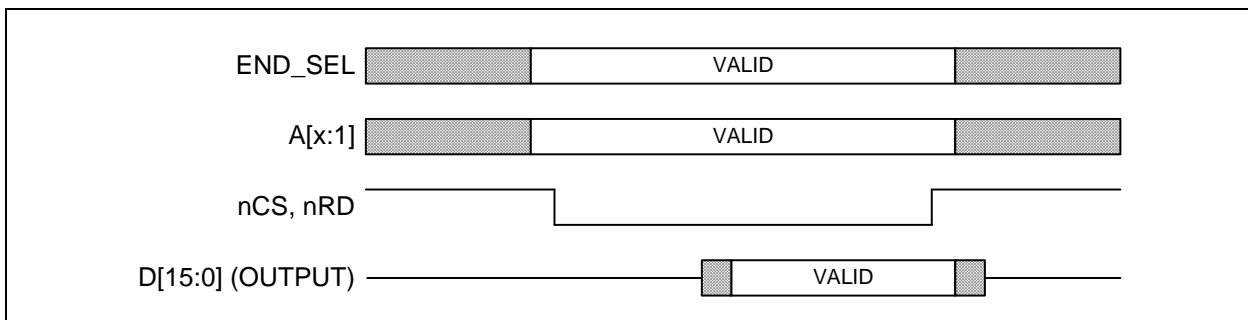 END_SEL VALID
A[x:1] VALID
nCS, nRD
D[15:0] (OUTPUT) VALID